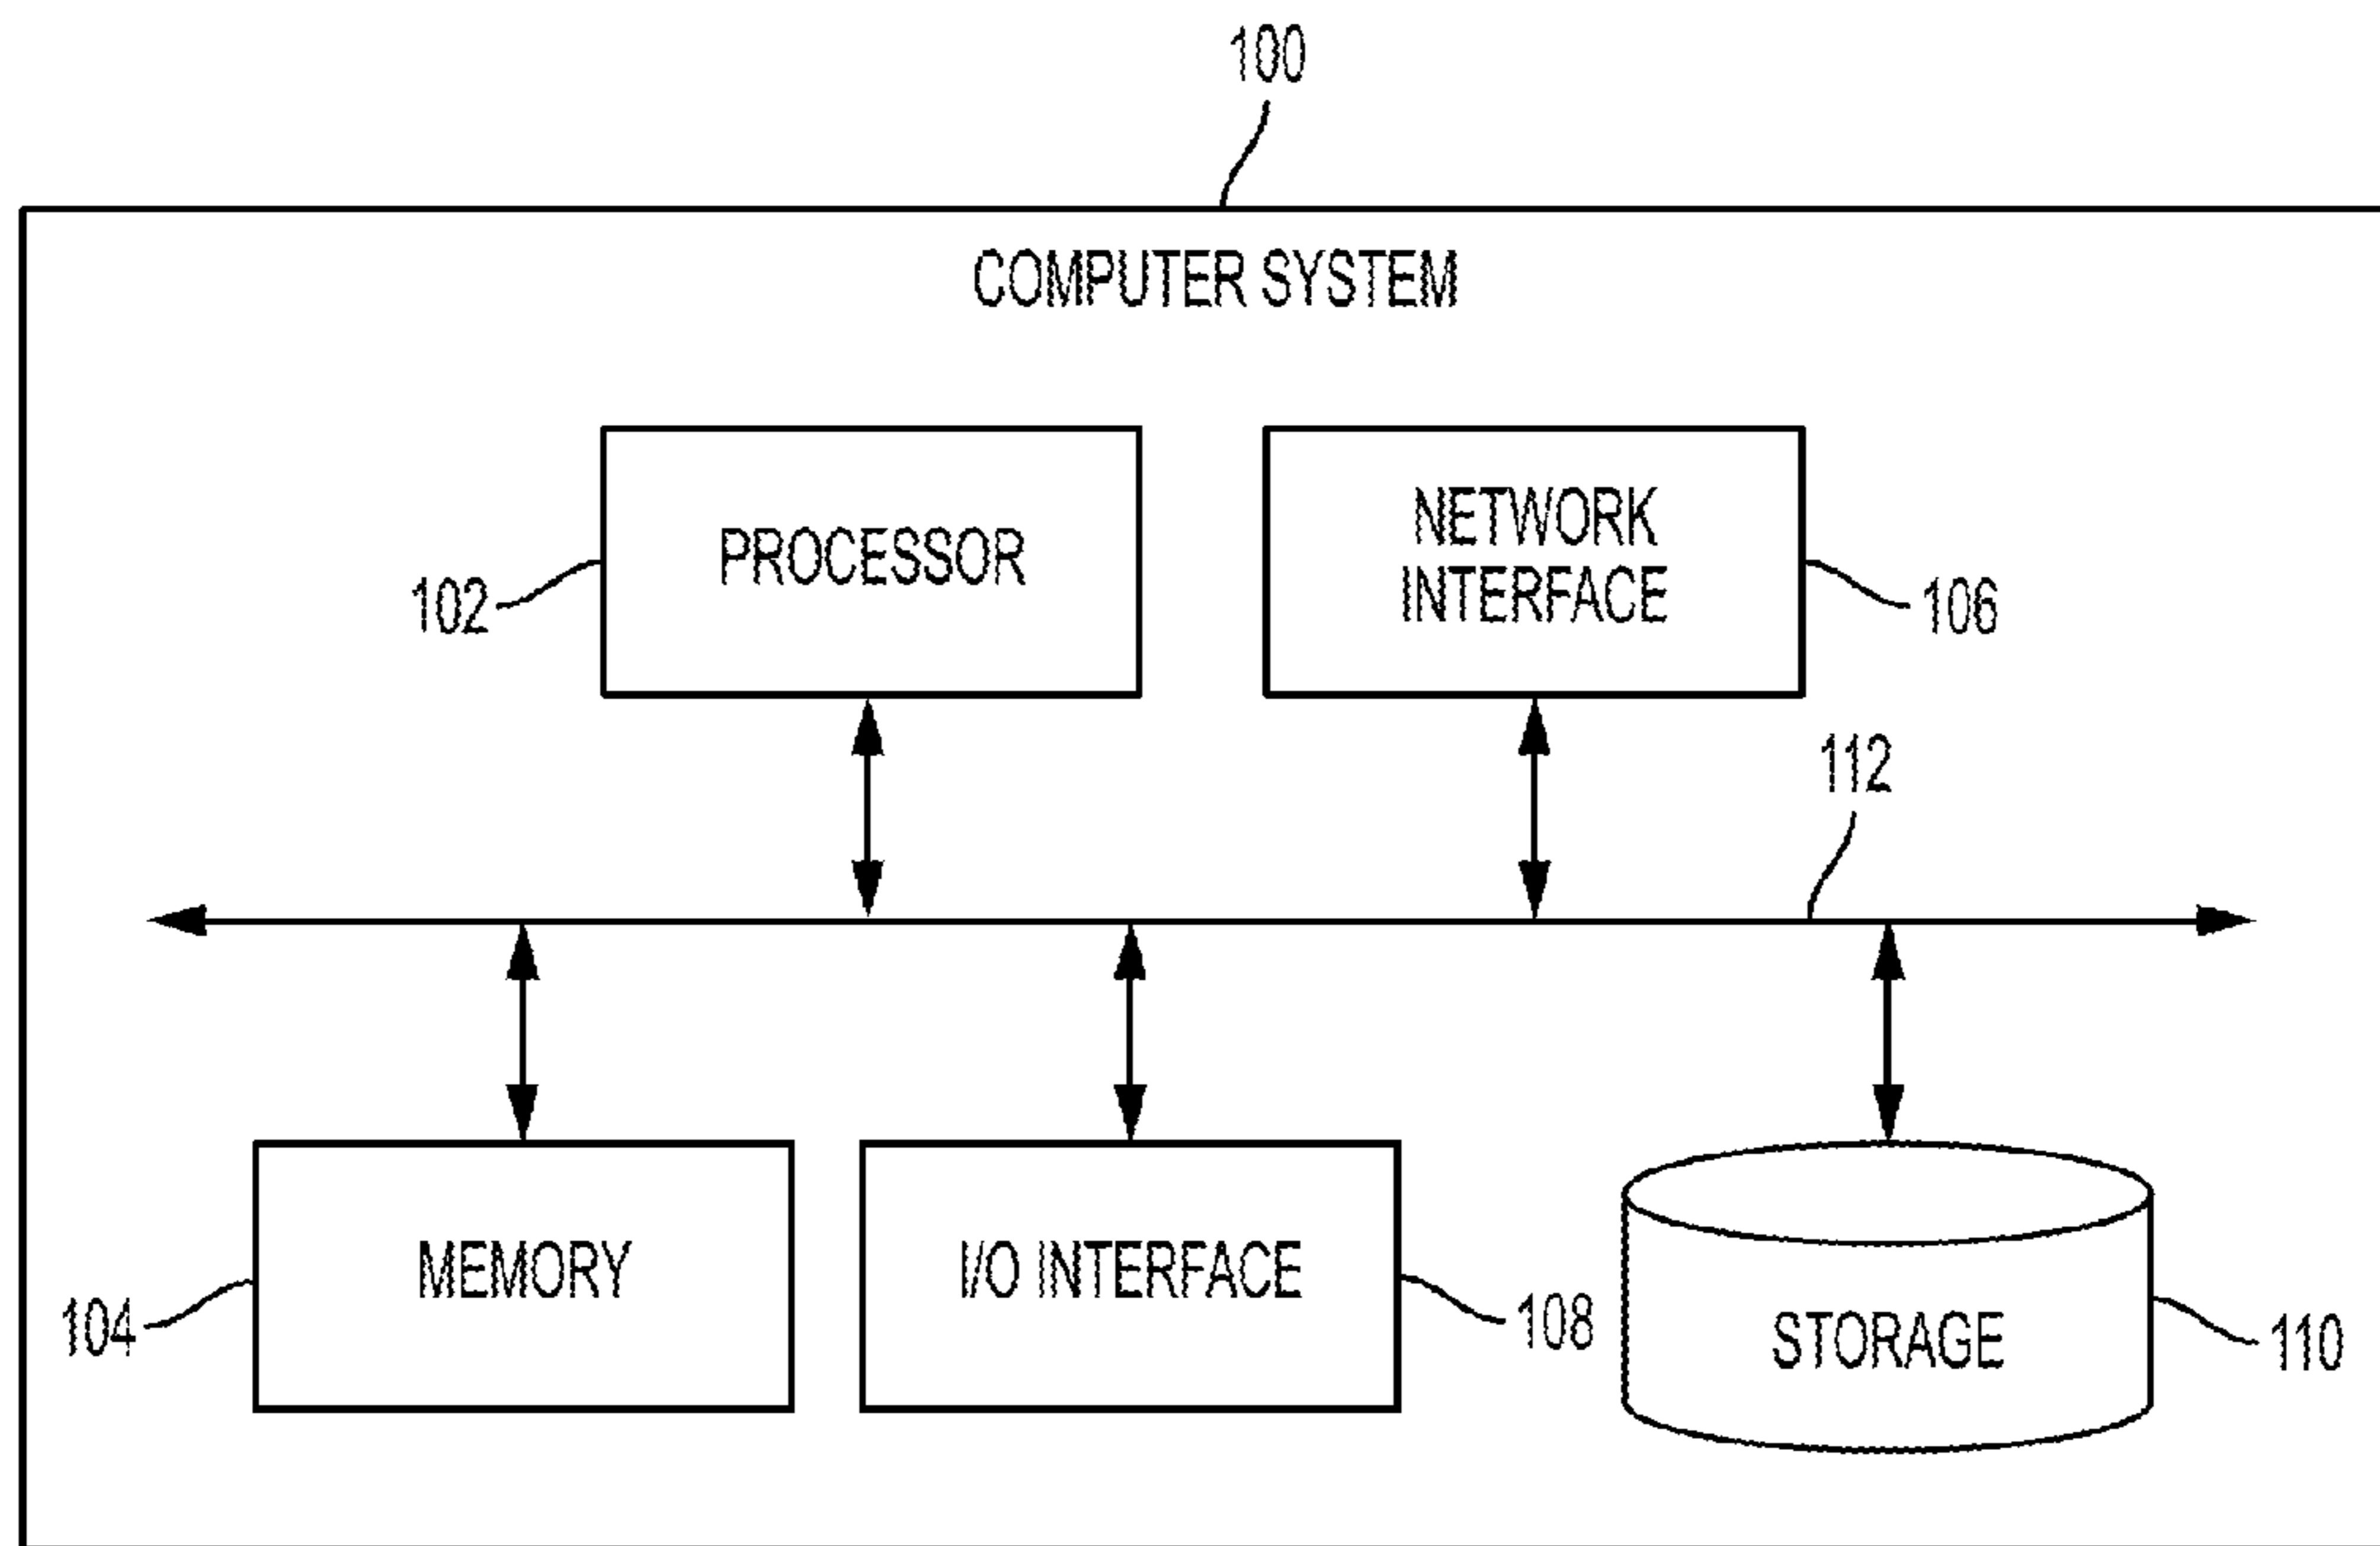 100
COMPUTER SYSTEM
PROCESSOR
NETWORK
INTERFACE
102
106
112
MEMORY
I/O INTERFACE
STORAGE
104
108
110